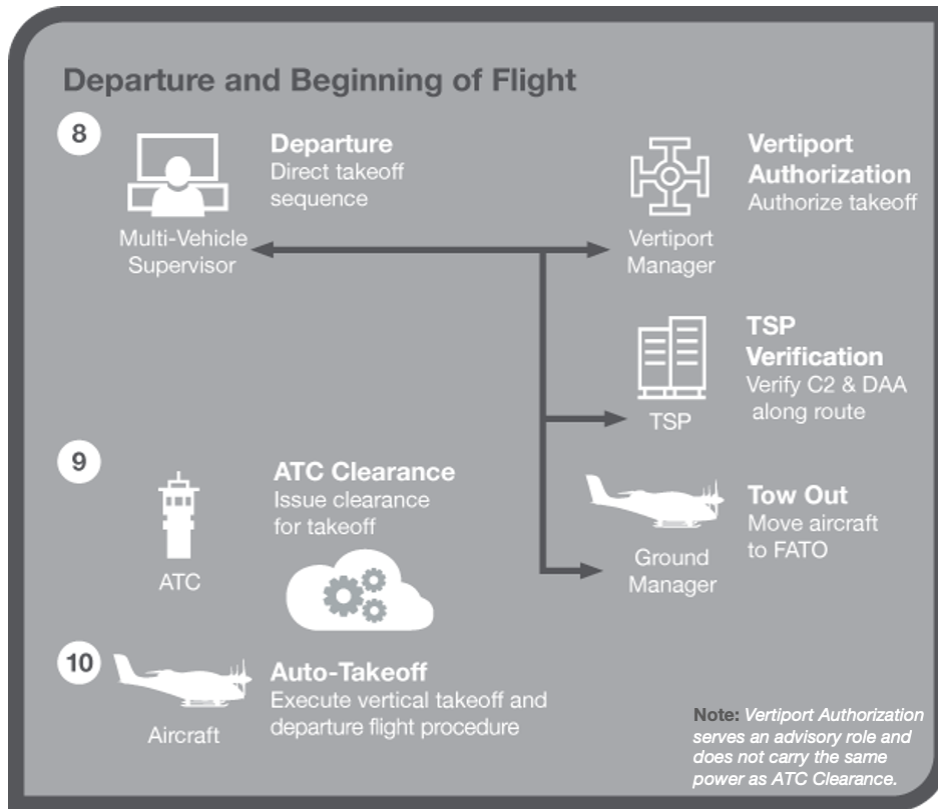 Departure and Beginning of Flight
8
Departure
Direct takeoff
sequence
Multi-Vehicle
Supervisor
Vertiport
Authorization
Authorize takeoff
Vertiport
Manager
TSP
Verification
Verify C2 & DAA
along route
TSP
9
ATC Clearance
Issue clearance
for takeoff
ATC
Tow Out
Move aircraft
to FATO
Ground
Manager
10
Auto-Takeoff
Execute vertical takeoff and
departure flight procedure
Aircraft
Note: Vertiport Authorization
serves an advisory role and
does not carry the same
power as ATC Clearance.